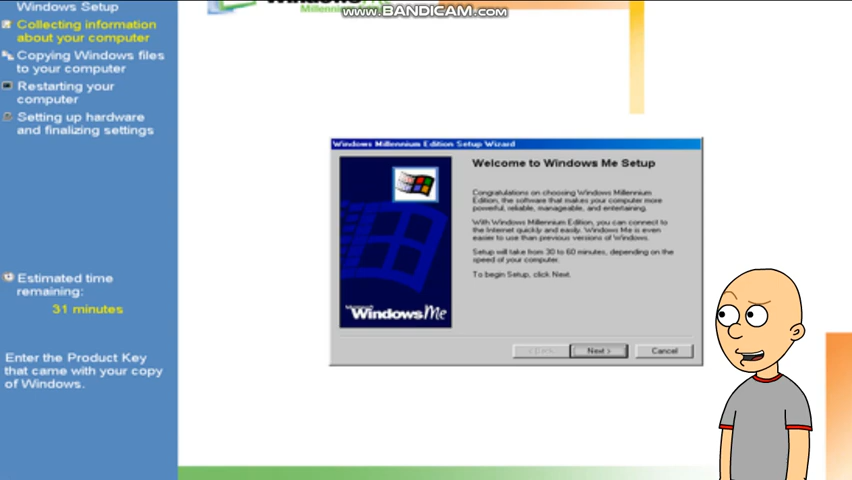 www.BANDICAM.com
Windows Setup
Collecting information
about your computer
Copying Windows files
to your computer
Restarting your
computer
Setting up hardware
and finalizing settings
Estimated time
remaining:
31 minutes
Enter the Product Key
that came with your copy
of Windows.
Windows
Millennium
Windows Millennium Edition Setup Wizard
Welcome to Windows Me Setup
Congratulations on choosing Windows Millennium
Edition, the software that makes your computer more
powerful, reliable, manageable, and entertaining.
With Windows Millennium Edition, you can connect to
the Internet quickly and easily. Windows Me is even
easier to use than previous versions of Windows.
Setup will take from 30 to 60 minutes, depending on the
speed of your computer.
To begin Setup, click Next.
Microsoft
Windows Me
Next >
Cancel